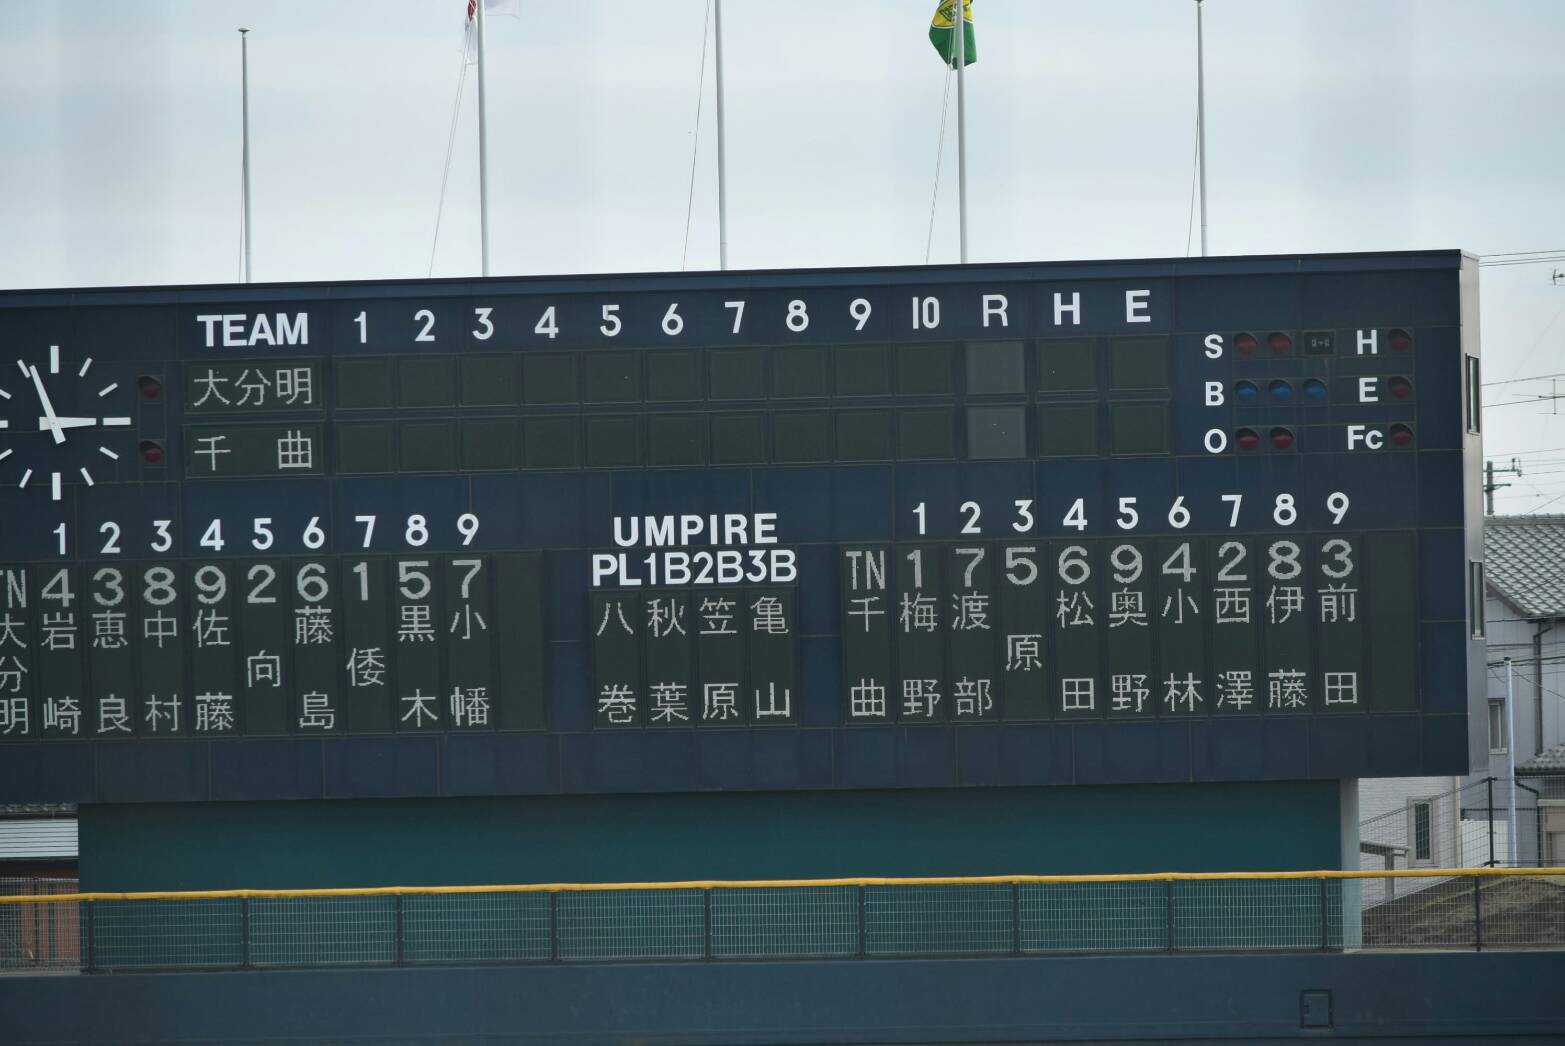 TEAM 1 2 3 4 5 6 7 8 9 10 R H E
大分明
千曲
S H
B E
O Fc
1 2 3 4 5 6 7 8 9
TN 4 3 8 9 2 6 1 5 7
大分明 岩崎 恵良 中村 佐藤 向 藤島 倭 黒木 小幡
UMPIRE
PL 1B 2B 3B
八巻 秋葉 笠原 亀山
1 2 3 4 5 6 7 8 9
TN 1 7 5 6 9 4 2 8 3
千曲 梅野 渡部 原 松田 奥野 小林 西澤 伊藤 前田